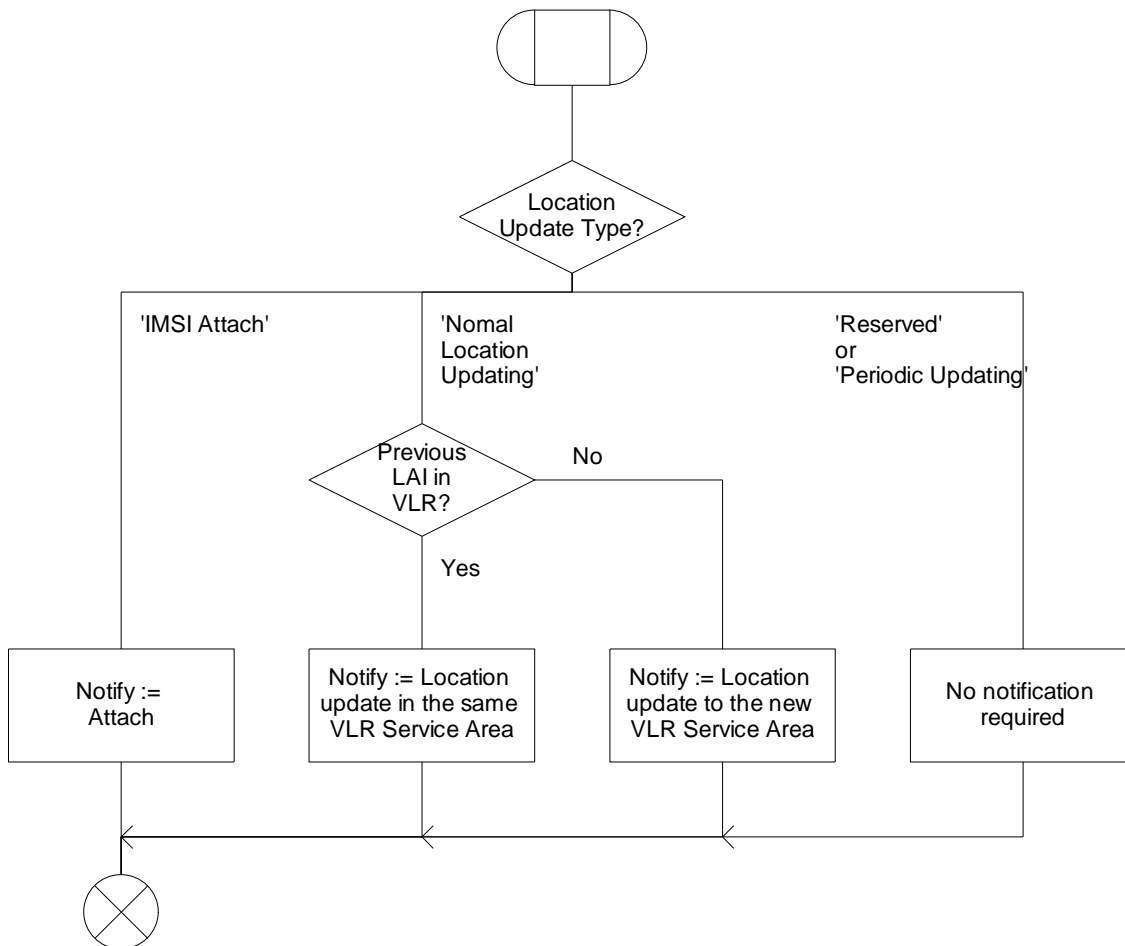 Location
Update Type?
'IMSI Attach'
'Nomal
Location
Updating'
'Reserved'
or
'Periodic Updating'
Previous
LAI in
VLR?
No
Yes
Notify :=
Attach
Notify := Location
update in the same
VLR Service Area
Notify := Location
update to the new
VLR Service Area
No notification
required